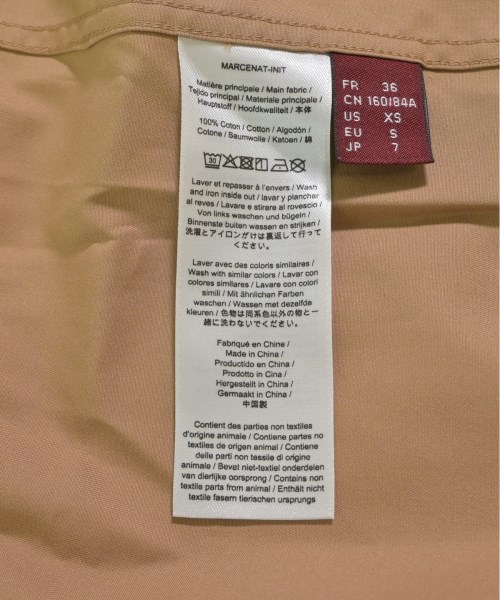 MARCENAT-INIT
Matière principale / Main fabric /
Tejido principal / Materiale principale /
Hauptstoff / Hoofdkwaliteit / 本体
100% Coton / Cotton / Algodón /
Cotone / Baumwolle / Katoen / 綿
30
Laver et repasser à l'envers / Wash
and iron inside out / lavar y planchar
al reves / Lavare e stirare al rovescio /
Von links waschen und bügeln /
Binnenste buiten wassen en strijken /
洗濯とアイロンがけは裏返して行って
ください。
Laver avec des coloris similaires /
Wash with similar colors / Lavar con
colores similares / Lavare con colori
simili / Mit ähnlichen Farben
waschen / Wassen met dezelfde
kleuren / 色物は同系色以外の物と一
緒に洗わないでください。
Fabriqué en Chine /
Made in China /
Producido en China /
Prodotto in Cina /
Hergestellt in China /
Germaakt in China /
中国製
Contient des parties non textiles
d'origine animale / Contiene partes no
textiles de origen animal / Contiene
delle parti non tessile di origine
animale / Bevat niet-textiel onderdelen
van dierlijke oorsprong / Contains non
textile parts from animal / Enthält nicht
textile fasern tierischen ursprungs
FR 36
CN 160/84A
US XS
EU S
JP 7